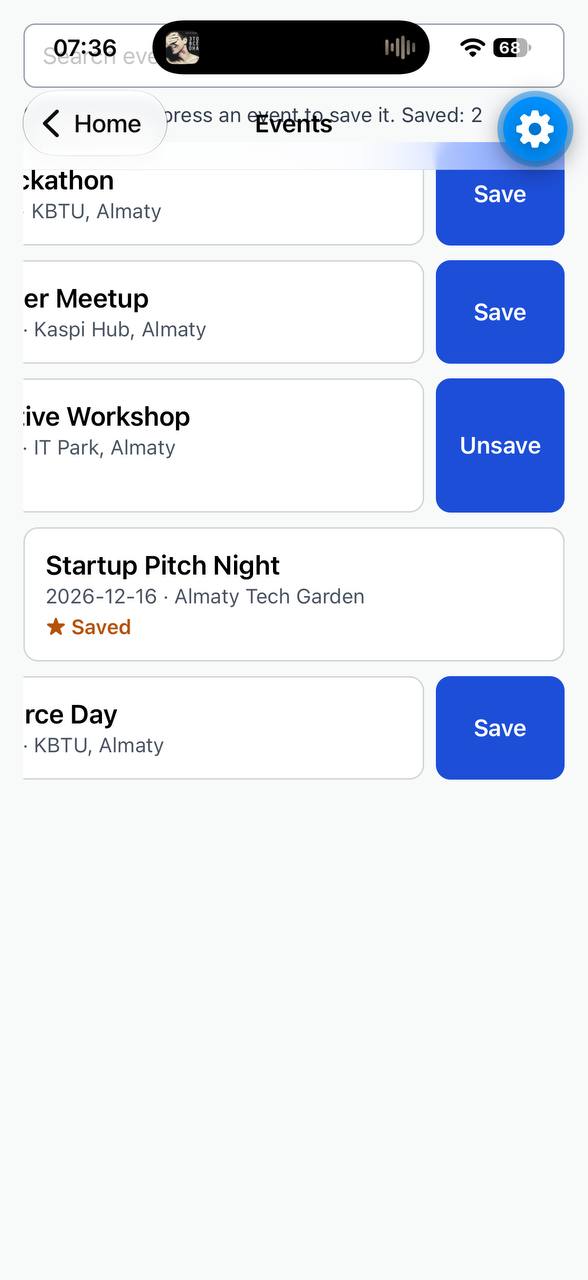 07:36
68
Search eve
press an event to save it. Saved: 2
Home
Events
ckathon
KBTU, Almaty
Save
er Meetup
· Kaspi Hub, Almaty
Save
tive Workshop
· IT Park, Almaty
Unsave
Startup Pitch Night
2026-12-16 · Almaty Tech Garden
★ Saved
rce Day
· KBTU, Almaty
Save